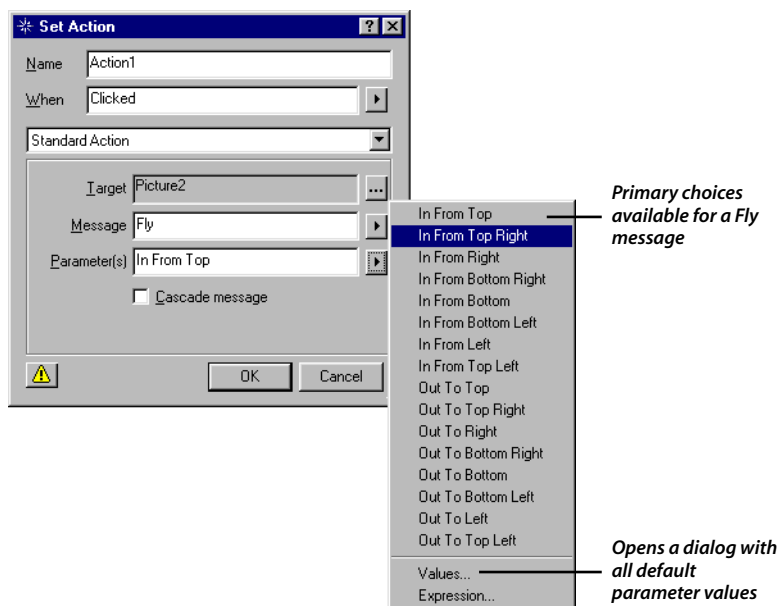 Set Action
Name Action1
When Clicked
Standard Action
Target Picture2 ...
Message Fly
Parameter(s) In From Top
Cascade message
OK Cancel
In From Top
In From Top Right
In From Right
In From Bottom Right
In From Bottom
In From Bottom Left
In From Left
In From Top Left
Out To Top
Out To Top Right
Out To Right
Out To Bottom Right
Out To Bottom
Out To Bottom Left
Out To Left
Out To Top Left
Values...
Expression...
Primary choices
available for a Fly
message
Opens a dialog with
all default
parameter values